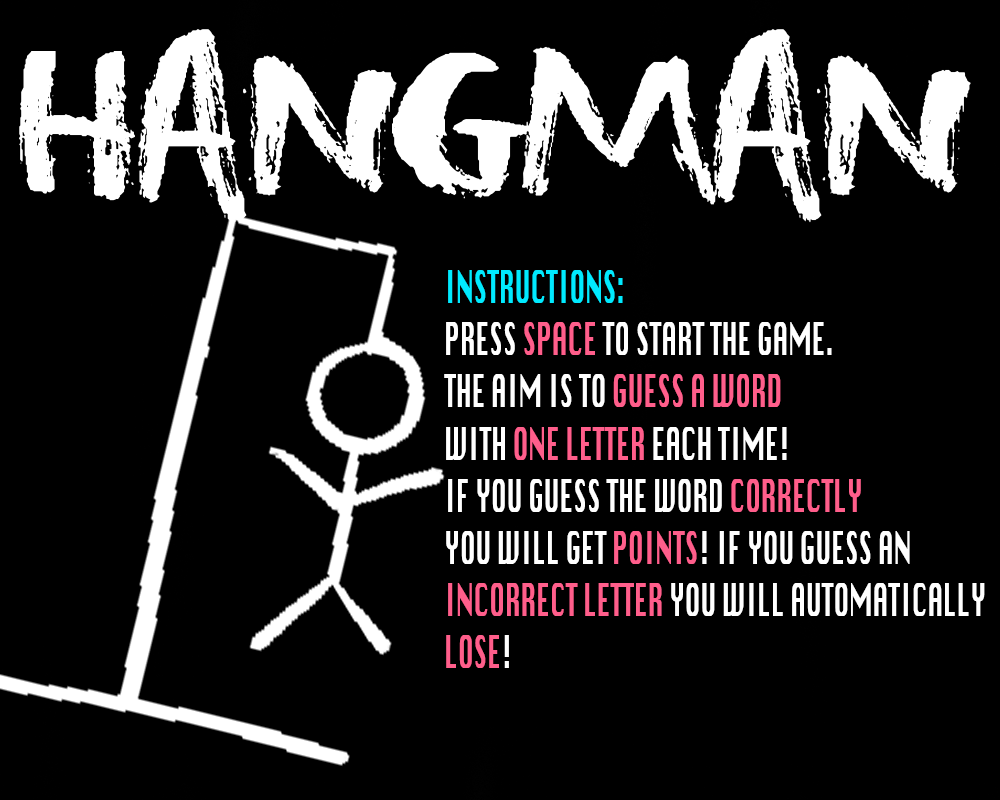 HANGMAN
INSTRUCTIONS:
PRESS SPACE TO START THE GAME.
THE AIM IS TO GUESS A WORD
WITH ONE LETTER EACH TIME!
IF YOU GUESS THE WORD CORRECTLY
YOU WILL GET POINTS! IF YOU GUESS AN
INCORRECT LETTER YOU WILL AUTOMATICALLY
LOSE!